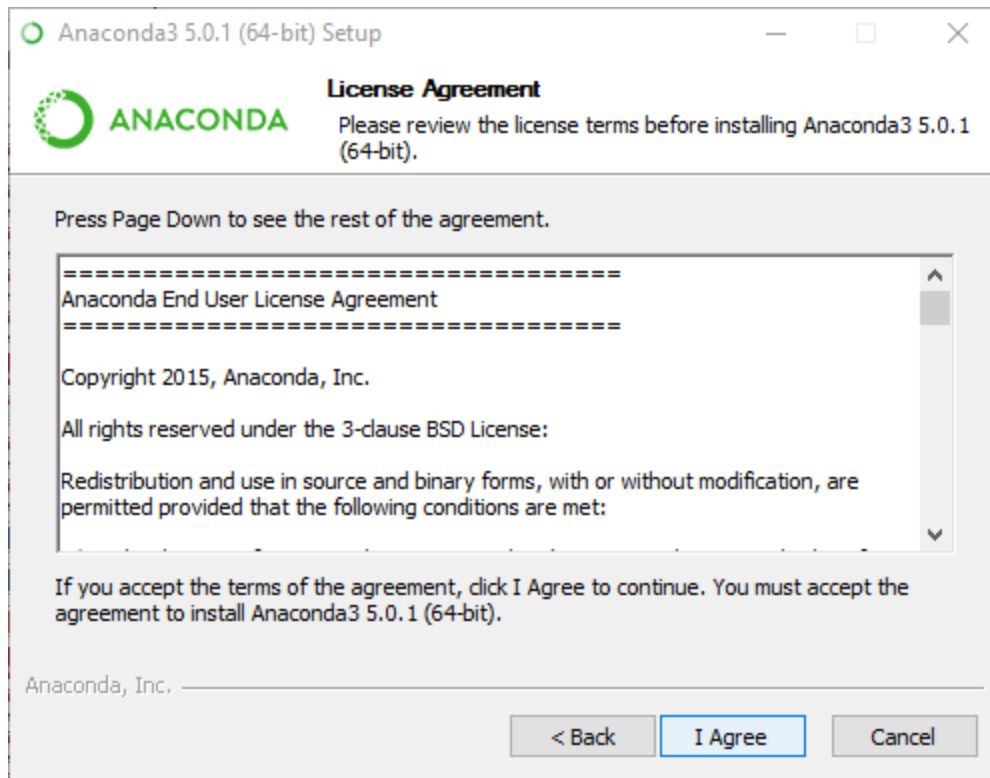 Anaconda3 5.0.1 (64-bit) Setup
ANACONDA
License Agreement
Please review the license terms before installing Anaconda3 5.0.1
(64-bit).
Press Page Down to see the rest of the agreement.
===================================
Anaconda End User License Agreement
===================================
Copyright 2015, Anaconda, Inc.
All rights reserved under the 3-clause BSD License:
Redistribution and use in source and binary forms, with or without modification, are
permitted provided that the following conditions are met:
If you accept the terms of the agreement, click I Agree to continue. You must accept the
agreement to install Anaconda3 5.0.1 (64-bit).
Anaconda, Inc.
< Back
I Agree
Cancel